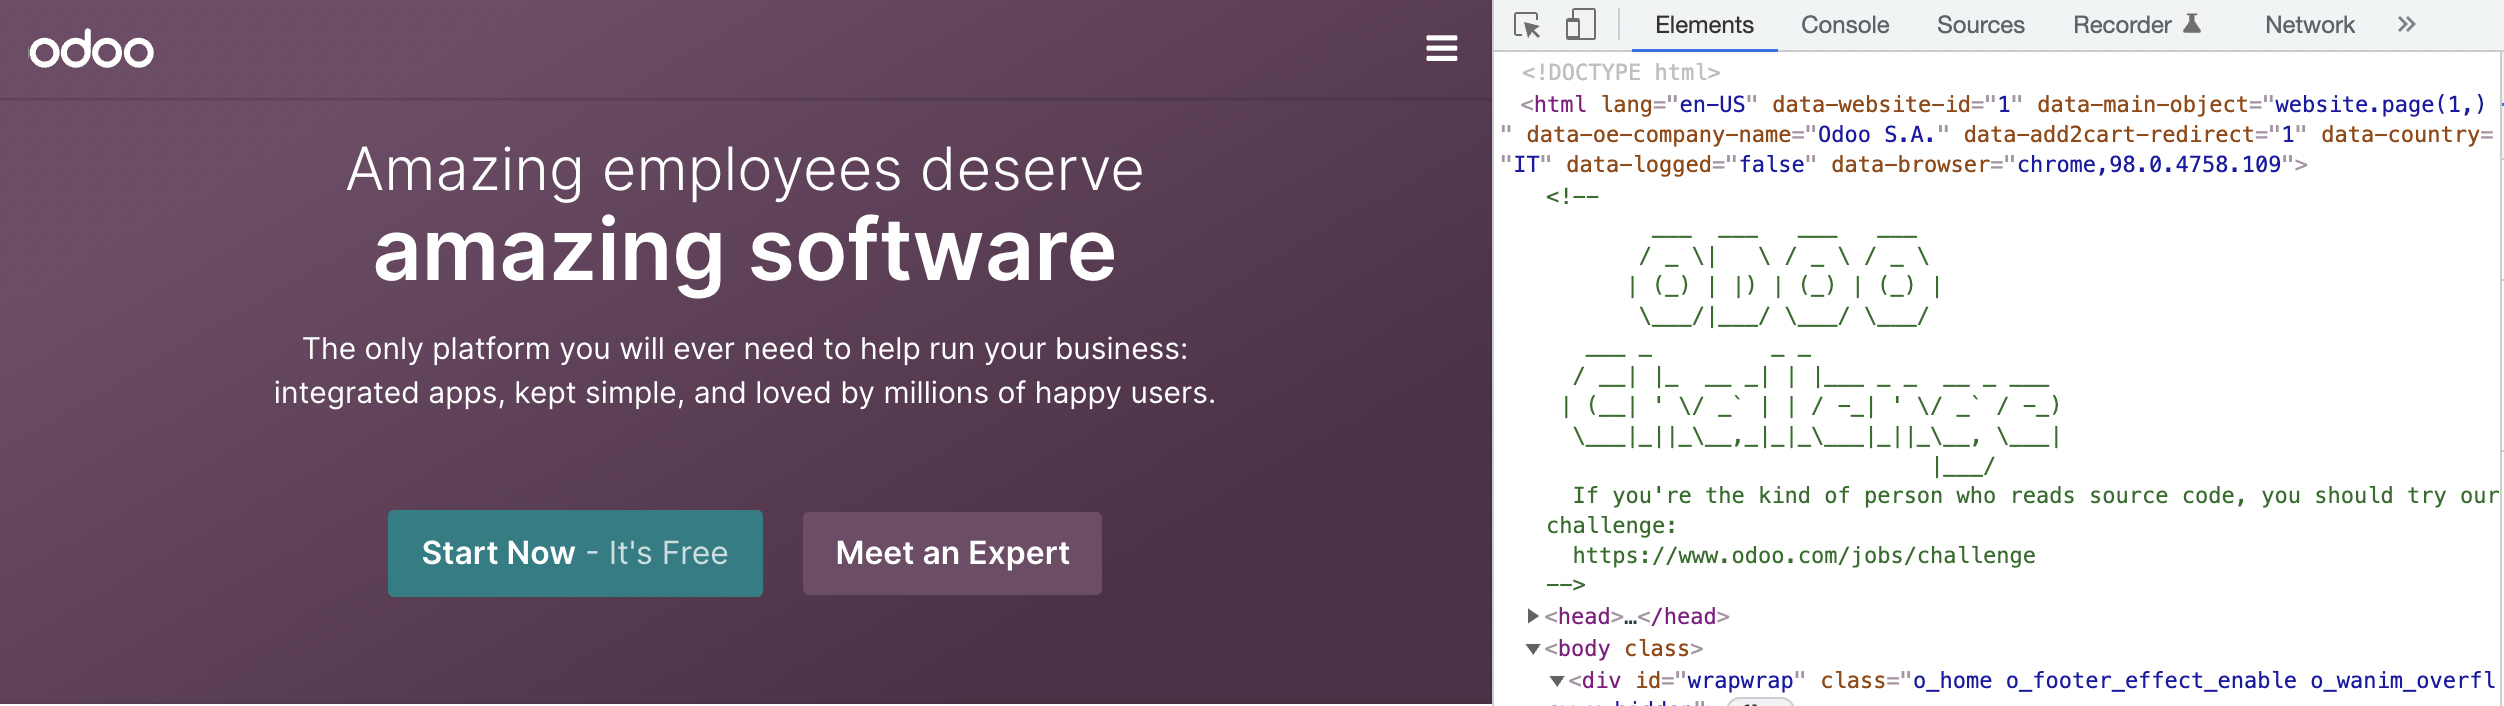 odoo
Amazing employees deserve
amazing software
The only platform you will ever need to help run your business:
integrated apps, kept simple, and loved by millions of happy users.
Start Now - It's Free
Meet an Expert
Elements Console Sources Recorder Network »
<!DOCTYPE html>
<html lang="en-US" data-website-id="1" data-main-object="website.page(1,)
" data-oe-company-name="Odoo S.A." data-add2cart-redirect="1" data-country=
"IT" data-logged="false" data-browser="chrome,98.0.4758.109">
<!--
ODOO
Challenge
If you're the kind of person who reads source code, you should try our
challenge:
https://www.odoo.com/jobs/challenge
-->
<head>…</head>
<body class>
<div id="wrapwrap" class="o_home o_footer_effect_enable o_wanim_overfl